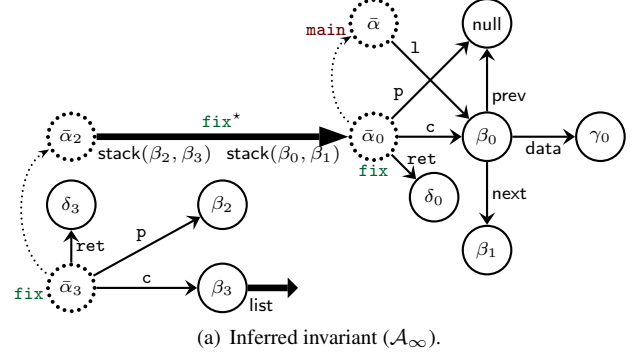 main
ᾱ
null
l
p
prev
fix*
ᾱ₂
stack(β₂, β₃)
stack(β₀, β₁)
ᾱ₀
c
β₀
data
γ₀
fix
ret
next
δ₃
β₂
δ₀
p
ret
β₁
fix
ᾱ₃
c
β₃
list
(a) Inferred invariant (𝒜∞).